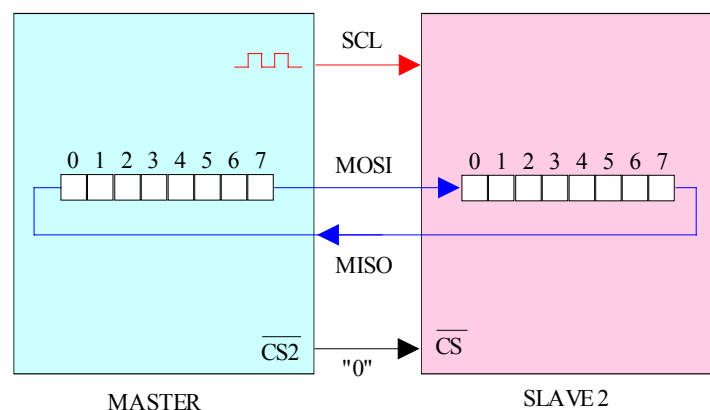 SCL
0 1 2 3 4 5 6 7
MOSI
0 1 2 3 4 5 6 7
MISO
CS2
"0"
CS
MASTER
SLAVE 2